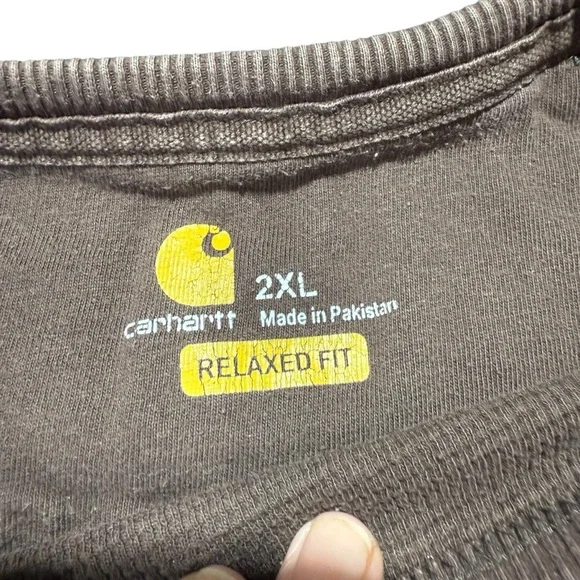 2XL
carhartt Made in Pakistan
RELAXED FIT